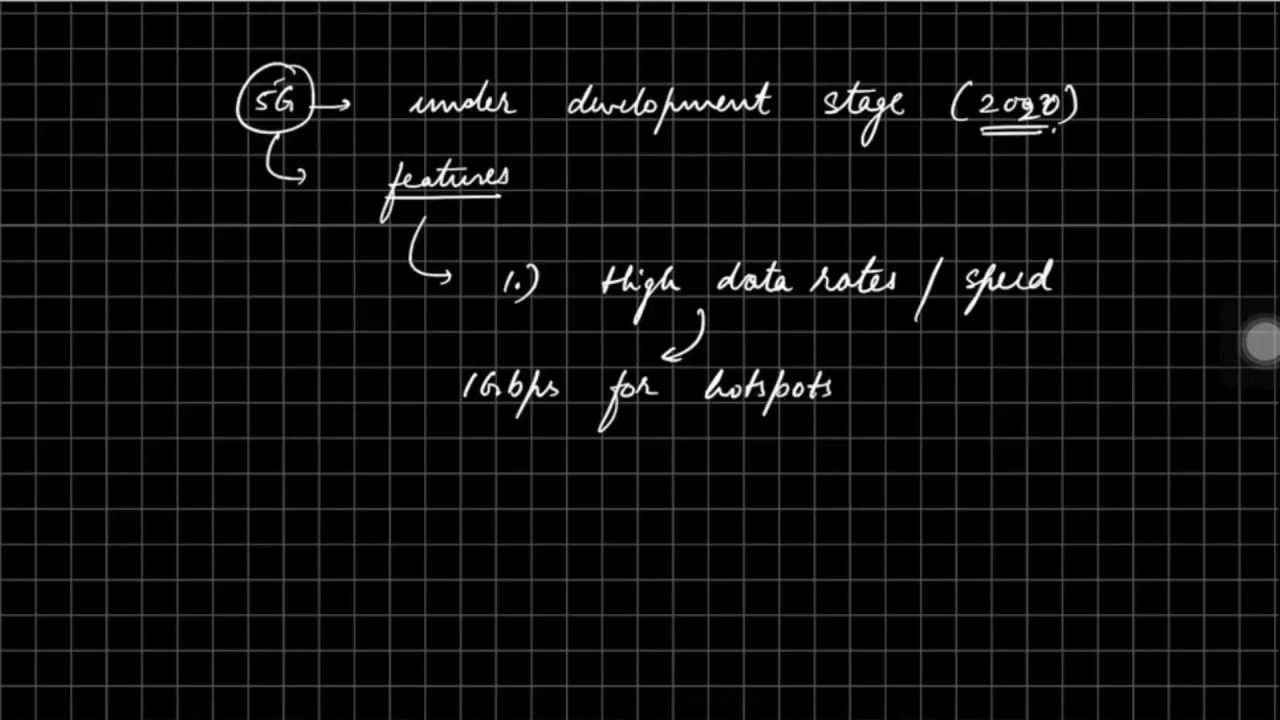 5G → under development stage (2020)
features
1.) High data rates / speed
1Gbps for hotspots